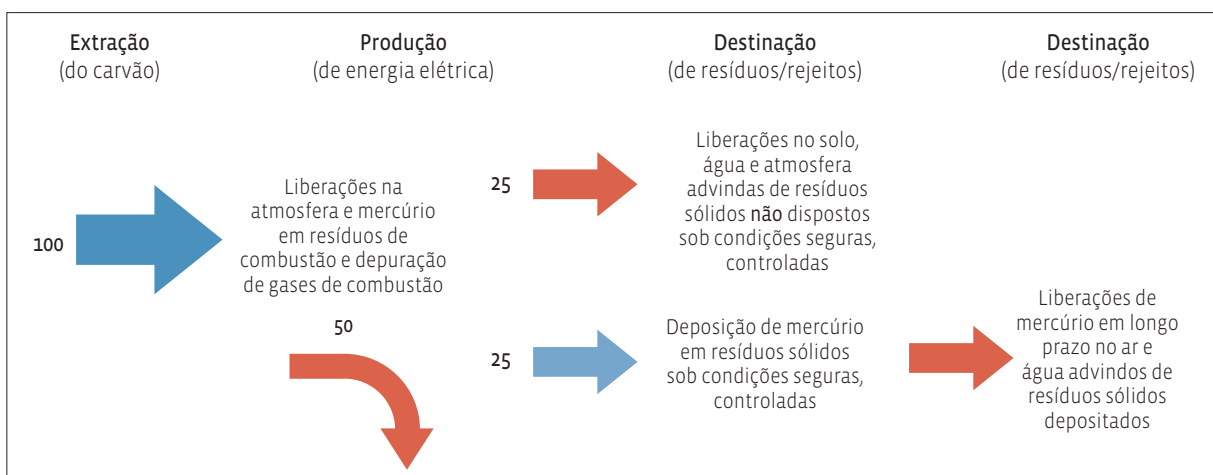 Extração
(do carvão)
Produção
(de energia elétrica)
Destinação
(de resíduos/rejeitos)
Destinação
(de resíduos/rejeitos)
100
Liberações na
atmosfera e mercúrio
em resíduos de
combustão e depuração
de gases de combustão
50
25
Liberações no solo,
água e atmosfera
advindas de resíduos
sólidos não dispostos
sob condições seguras,
controladas
25
Deposição de mercúrio
em resíduos sólidos
sob condições seguras,
controladas
Liberações de
mercúrio em longo
prazo no ar e
água advindos de
resíduos sólidos
depositados